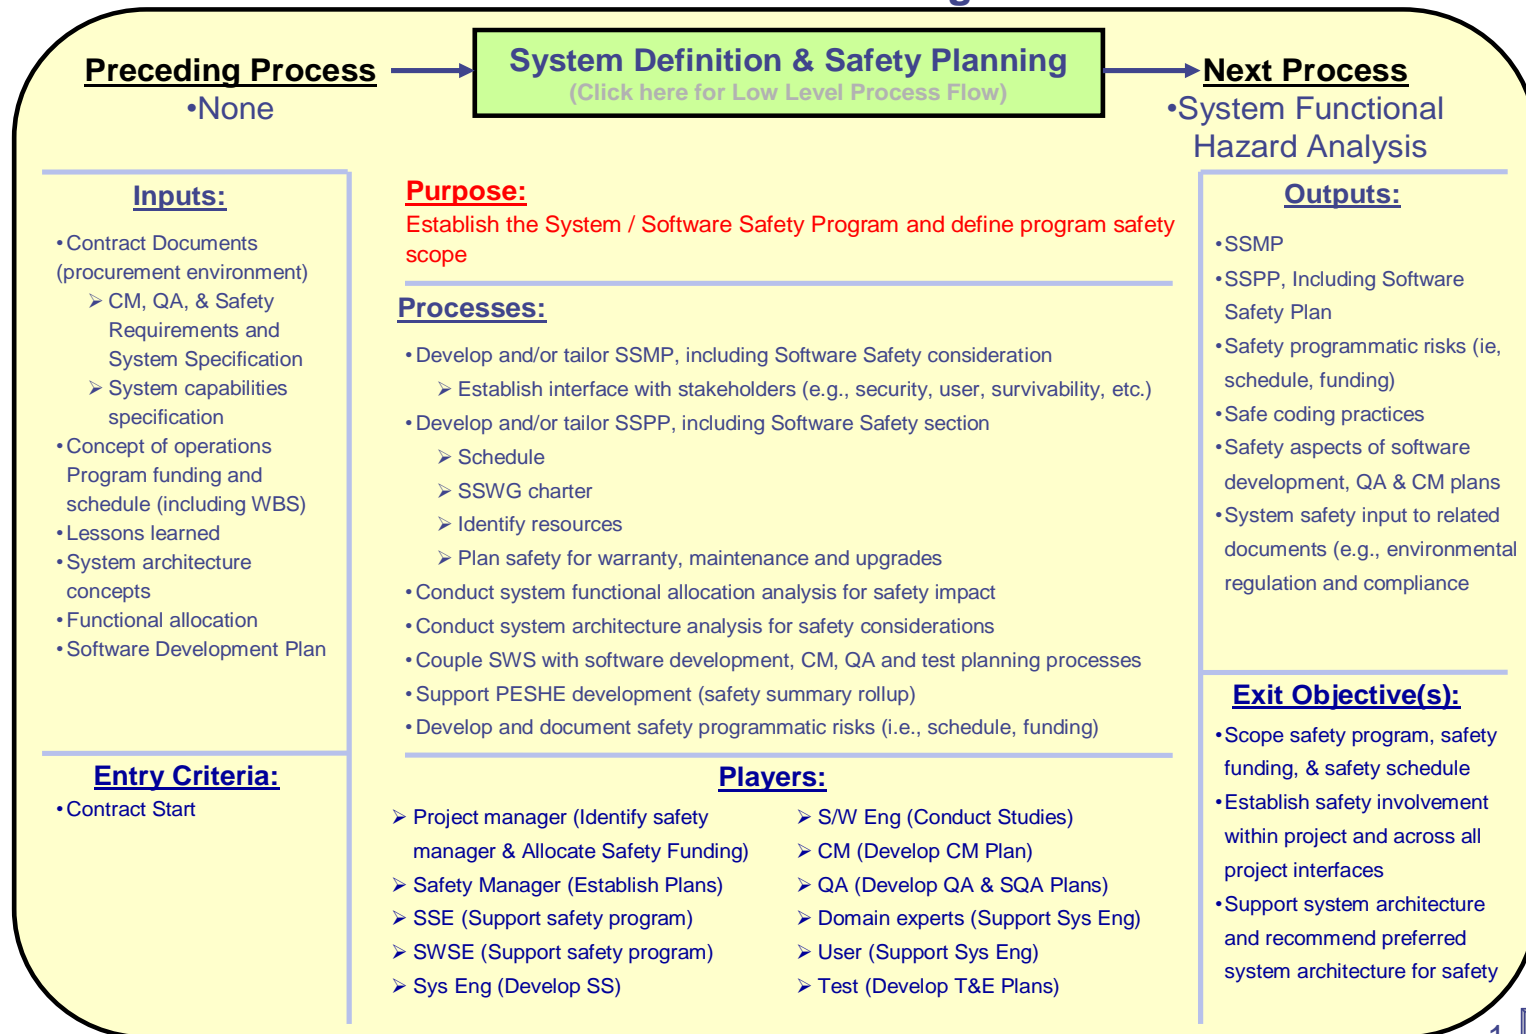 Preceding Process
•None
System Definition & Safety Planning
(Click here for Low Level Process Flow)
Next Process
•System Functional
Hazard Analysis
Inputs:
•Contract Documents
(procurement environment)
➢ CM, QA, & Safety
Requirements and
System Specification
➢ System capabilities
specification
•Concept of operations
Program funding and
schedule (including WBS)
•Lessons learned
•System architecture
concepts
•Functional allocation
•Software Development Plan
Entry Criteria:
•Contract Start
Purpose:
Establish the System / Software Safety Program and define program safety
scope
Processes:
•Develop and/or tailor SSMP, including Software Safety consideration
➢ Establish interface with stakeholders (e.g., security, user, survivability, etc.)
•Develop and/or tailor SSPP, including Software Safety section
➢ Schedule
➢ SSWG charter
➢ Identify resources
➢ Plan safety for warranty, maintenance and upgrades
•Conduct system functional allocation analysis for safety impact
•Conduct system architecture analysis for safety considerations
•Couple SWS with software development, CM, QA and test planning processes
•Support PESHE development (safety summary rollup)
•Develop and document safety programmatic risks (i.e., schedule, funding)
Players:
➢ Project manager (Identify safety
manager & Allocate Safety Funding)
➢ Safety Manager (Establish Plans)
➢ SSE (Support safety program)
➢ SWSE (Support safety program)
➢ Sys Eng (Develop SS)
➢ S/W Eng (Conduct Studies)
➢ CM (Develop CM Plan)
➢ QA (Develop QA & SQA Plans)
➢ Domain experts (Support Sys Eng)
➢ User (Support Sys Eng)
➢ Test (Develop T&E Plans)
Outputs:
•SSMP
•SSPP, Including Software
Safety Plan
•Safety programmatic risks (ie,
schedule, funding)
•Safe coding practices
•Safety aspects of software
development, QA & CM plans
•System safety input to related
documents (e.g., environmental
regulation and compliance
Exit Objective(s):
•Scope safety program, safety
funding, & safety schedule
•Establish safety involvement
within project and across all
project interfaces
•Support system architecture
and recommend preferred
system architecture for safety
1